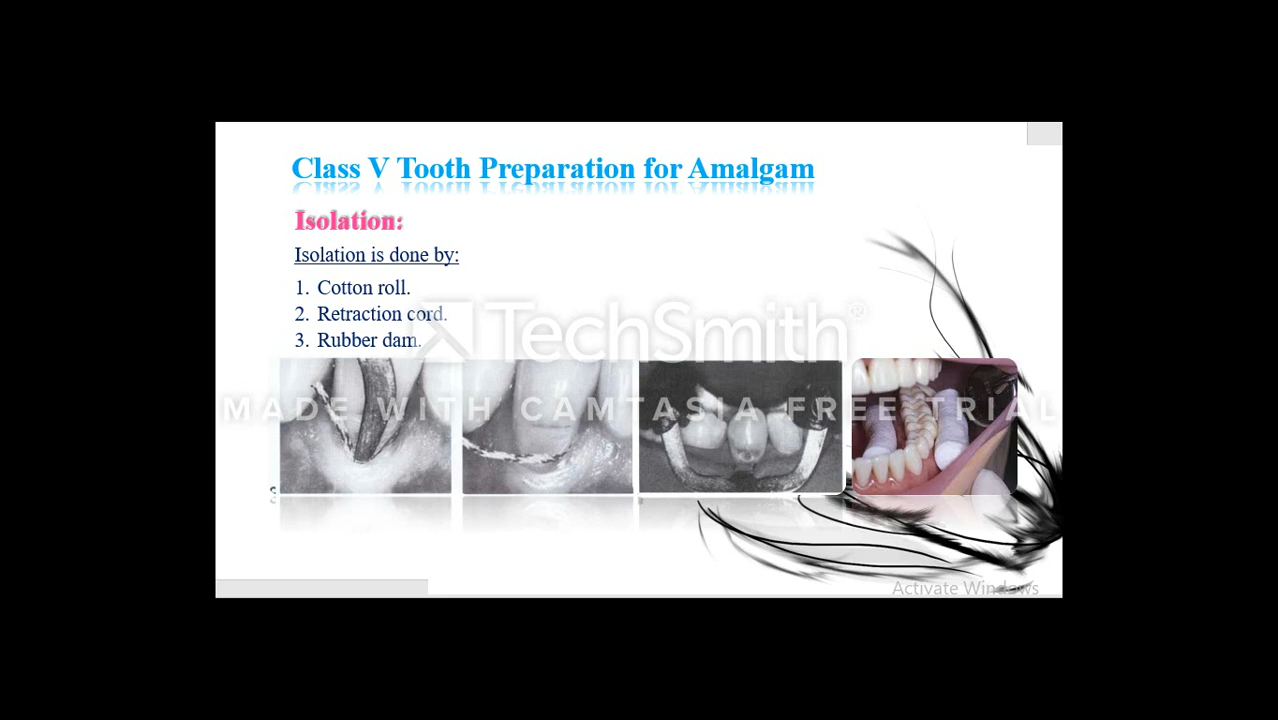 Class V Tooth Preparation for Amalgam
Isolation:
Isolation is done by:
1. Cotton roll.
2. Retraction cord.
3. Rubber dam.
TechSmith®
MADE WITH CAMTASIA FREE TRIAL
Activate Windows